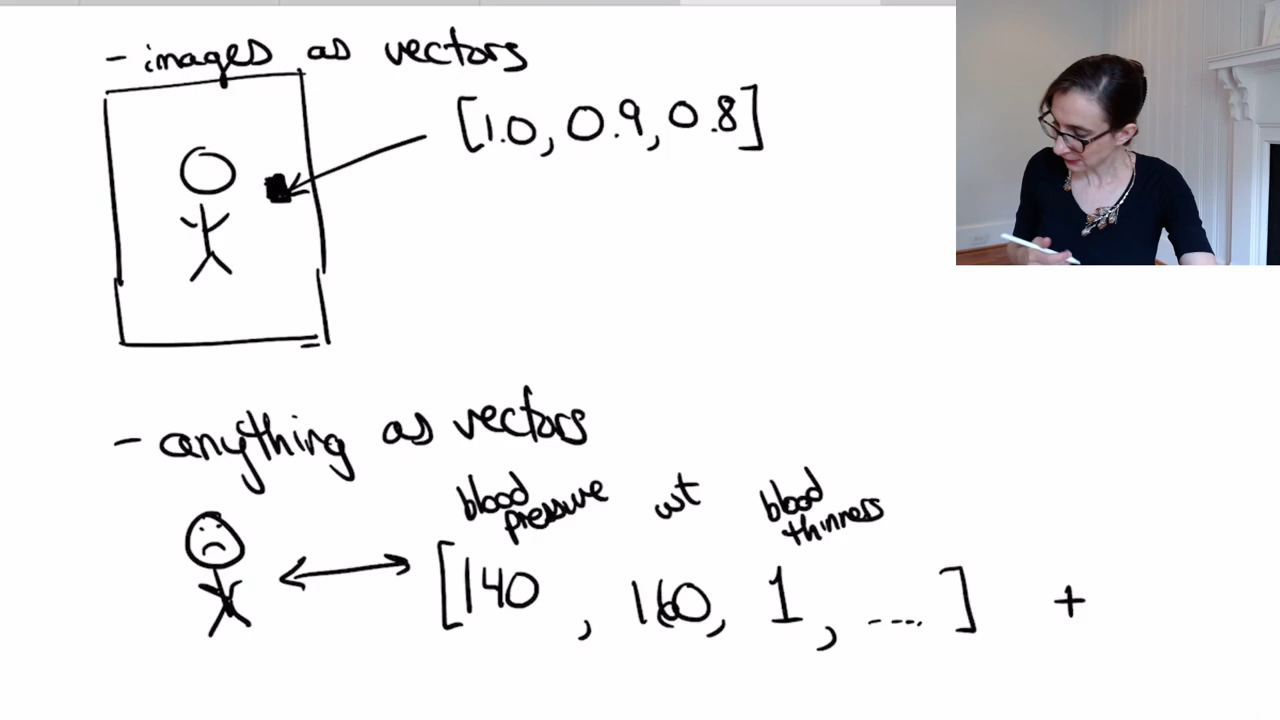 - images as vectors
[1.0, 0.9, 0.8]
- anything as vectors
blood pressure wt blood thinness
[140, 160, 1, ....] +